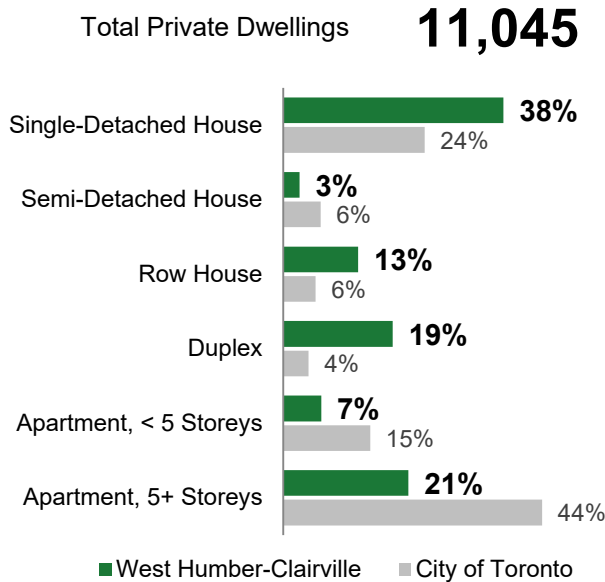 Total Private Dwellings 11,045
Single-Detached House 38%
24%
Semi-Detached House 3%
6%
Row House 13%
6%
Duplex 19%
4%
Apartment, < 5 Storeys 7%
15%
Apartment, 5+ Storeys 21%
44%
West Humber-Clairville City of Toronto